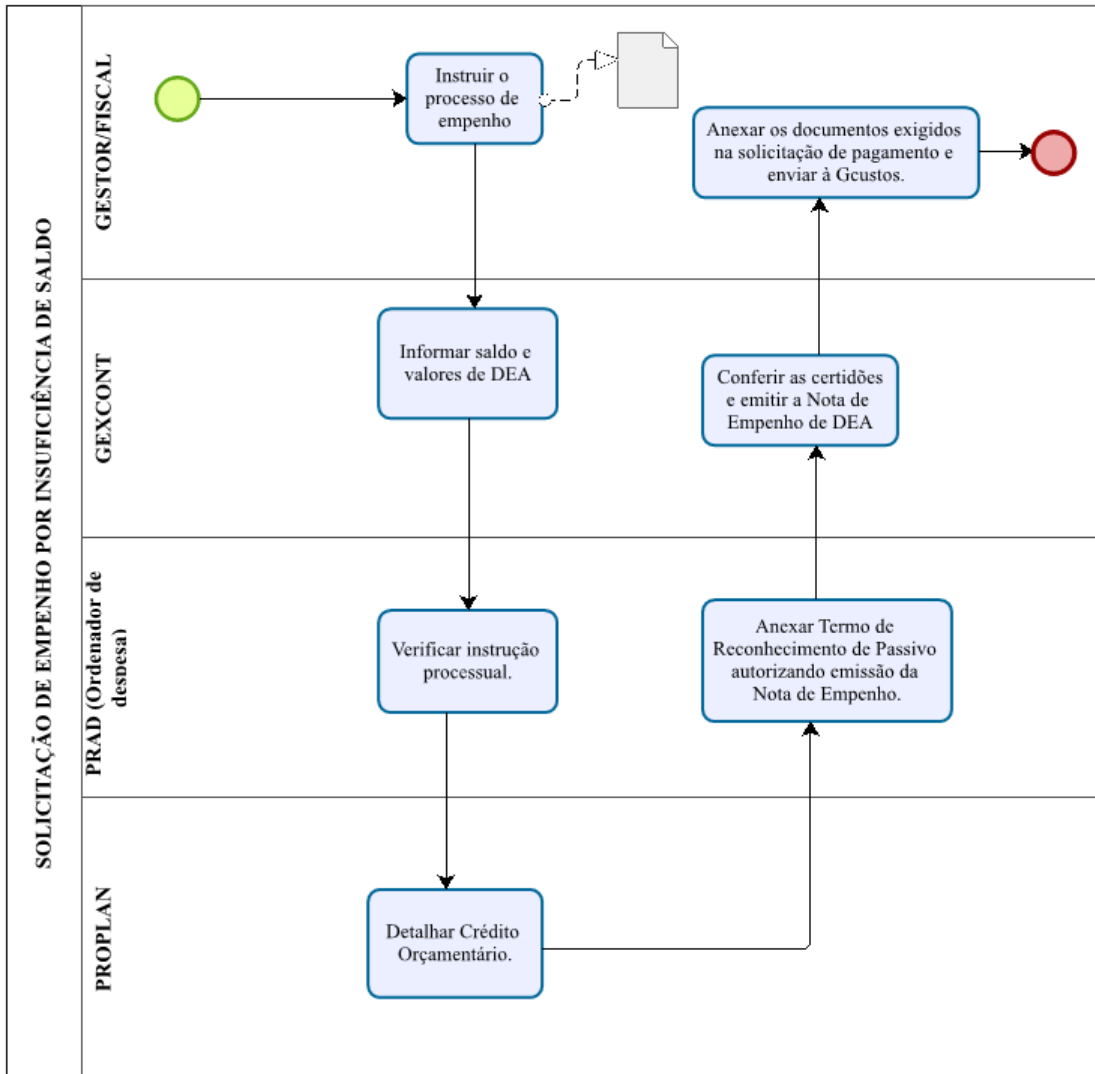 SOLICITAÇÃO DE EMPENHO POR INSUFICIÊNCIA DE SALDO
GESTOR/FISCAL
Instruir o
processo de
empenho
Anexar os documentos exigidos
na solicitação de pagamento e
enviar à Gcustos.
GEXCONT
Informar saldo e
valores de DEA
Conferir as certidões
e emitir a Nota de
Empenho de DEA
PRAD (Ordenador de
despesa)
Verificar instrução
processual.
Anexar Termo de
Reconhecimento de Passivo
autorizando emissão da
Nota de Empenho.
PROPLAN
Detalhar Crédito
Orçamentário.